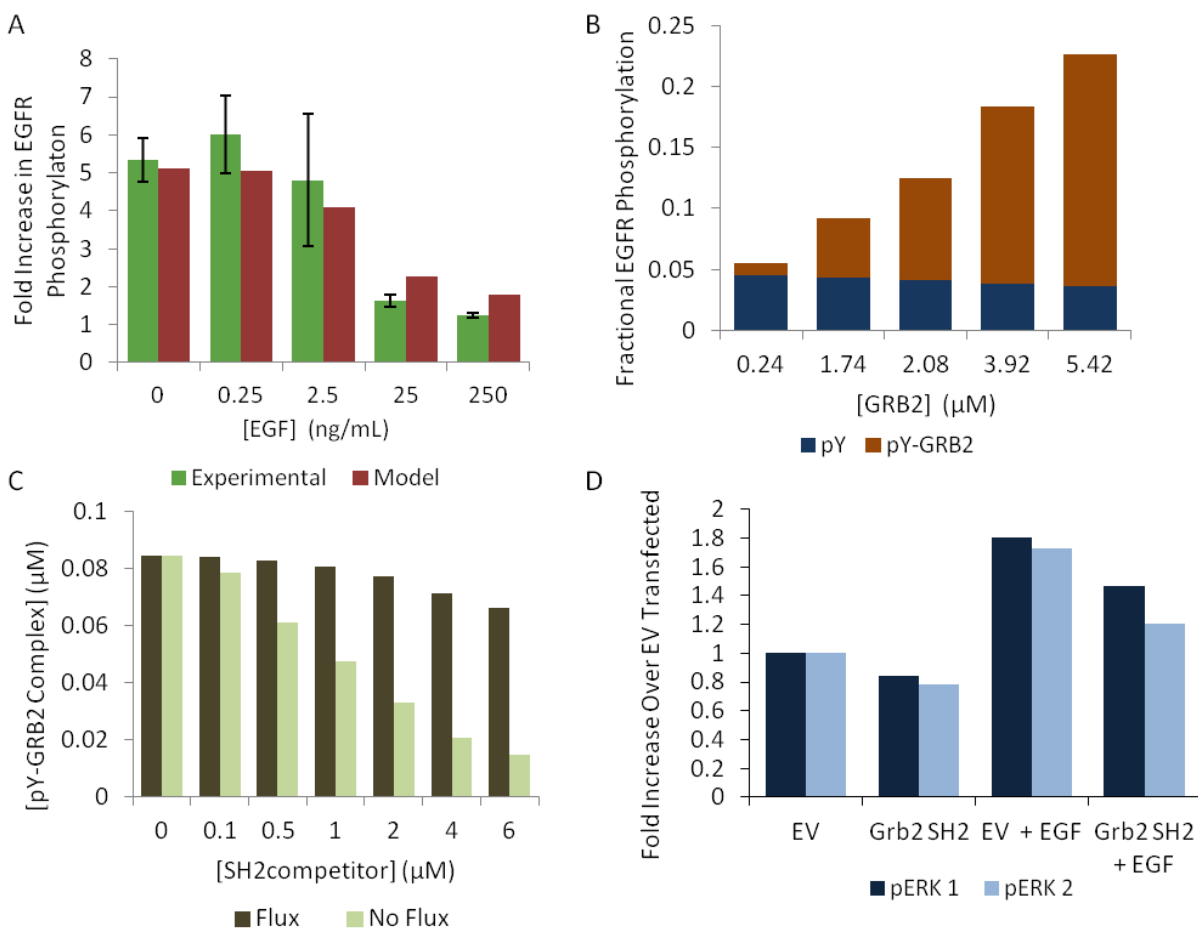 A
Fold Increase in EGFR
Phosphorylaton
8
7
6
5
4
3
2
1
0
0 0.25 2.5 25 250
[EGF] (ng/mL)
Experimental Model
B
Fractional EGFR Phosphorylation
0.25
0.2
0.15
0.1
0.05
0
0.24 1.74 2.08 3.92 5.42
[GRB2] (μM)
pY pY-GRB2
C
[pY-GRB2 Complex] (μM)
0.1
0.08
0.06
0.04
0.02
0
0 0.1 0.5 1 2 4 6
[SH2competitor] (μM)
Flux No Flux
D
Fold Increase Over EV Transfected
2
1.8
1.6
1.4
1.2
1
0.8
0.6
0.4
0.2
0
EV Grb2 SH2 EV + EGF Grb2 SH2
+ EGF
pERK 1 pERK 2